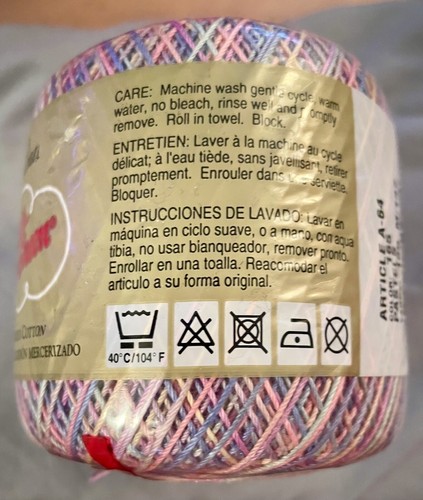 CARE: Machine wash gentle cycle, warm
water, no bleach, rinse well and promptly
remove. Roll in towel. Block.
ENTRETIEN: Laver à la machine au cycle
délicat; à l'eau tiède, sans javellisant, retirer
promptement. Enrouler dans une serviette.
Bloquer.
INSTRUCCIONES DE LAVADO: Lavar en
máquina en ciclo suave, o a mano, con agua
tibia, no usar bianqueador, remover pronto.
Enrollar en una toalla. Reacomodar el
articulo a su forma original.
40°C/104°F
COTTON
MERCERIZADO
ARTICLE A-64